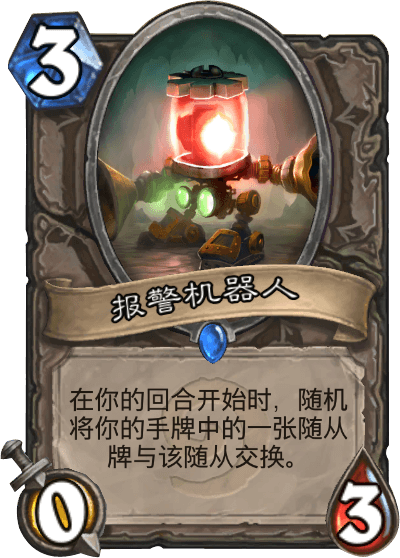 3
报警机器人
在你的回合开始时，随机
将你的手牌中的一张随从
牌与该随从交换。
0
3